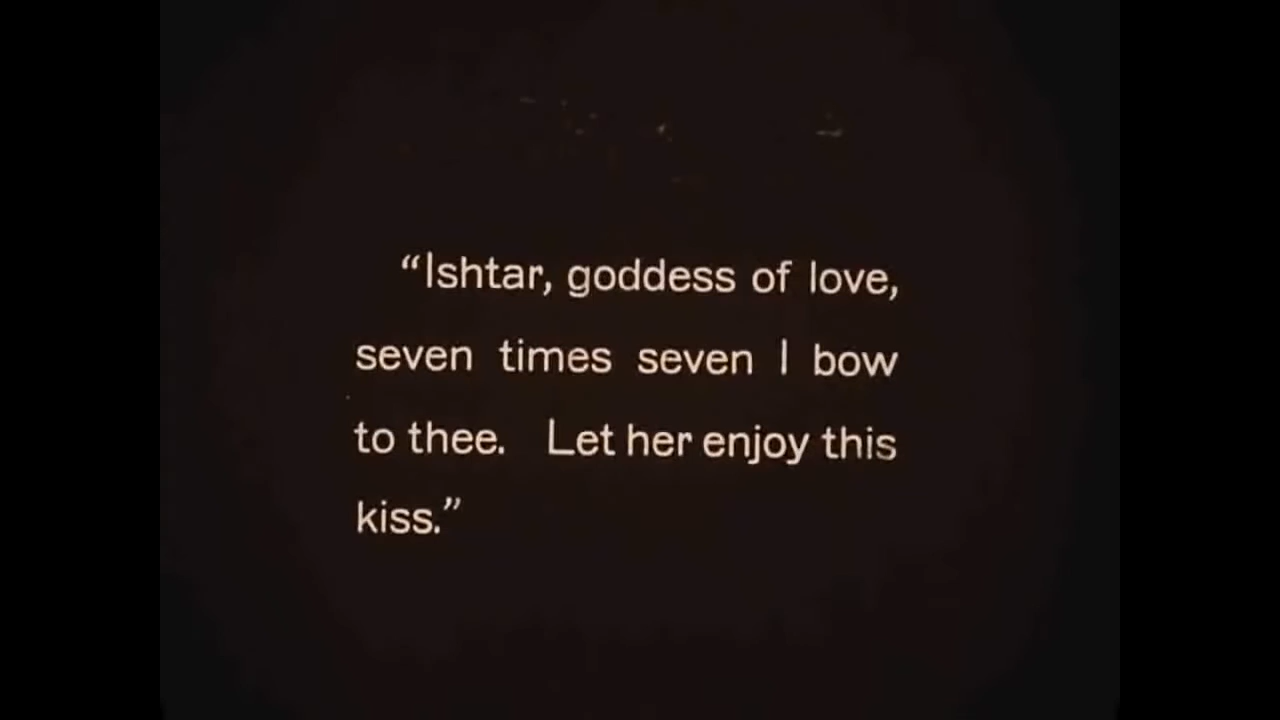 “Ishtar, goddess of love,
seven times seven I bow
to thee. Let her enjoy this
kiss.”